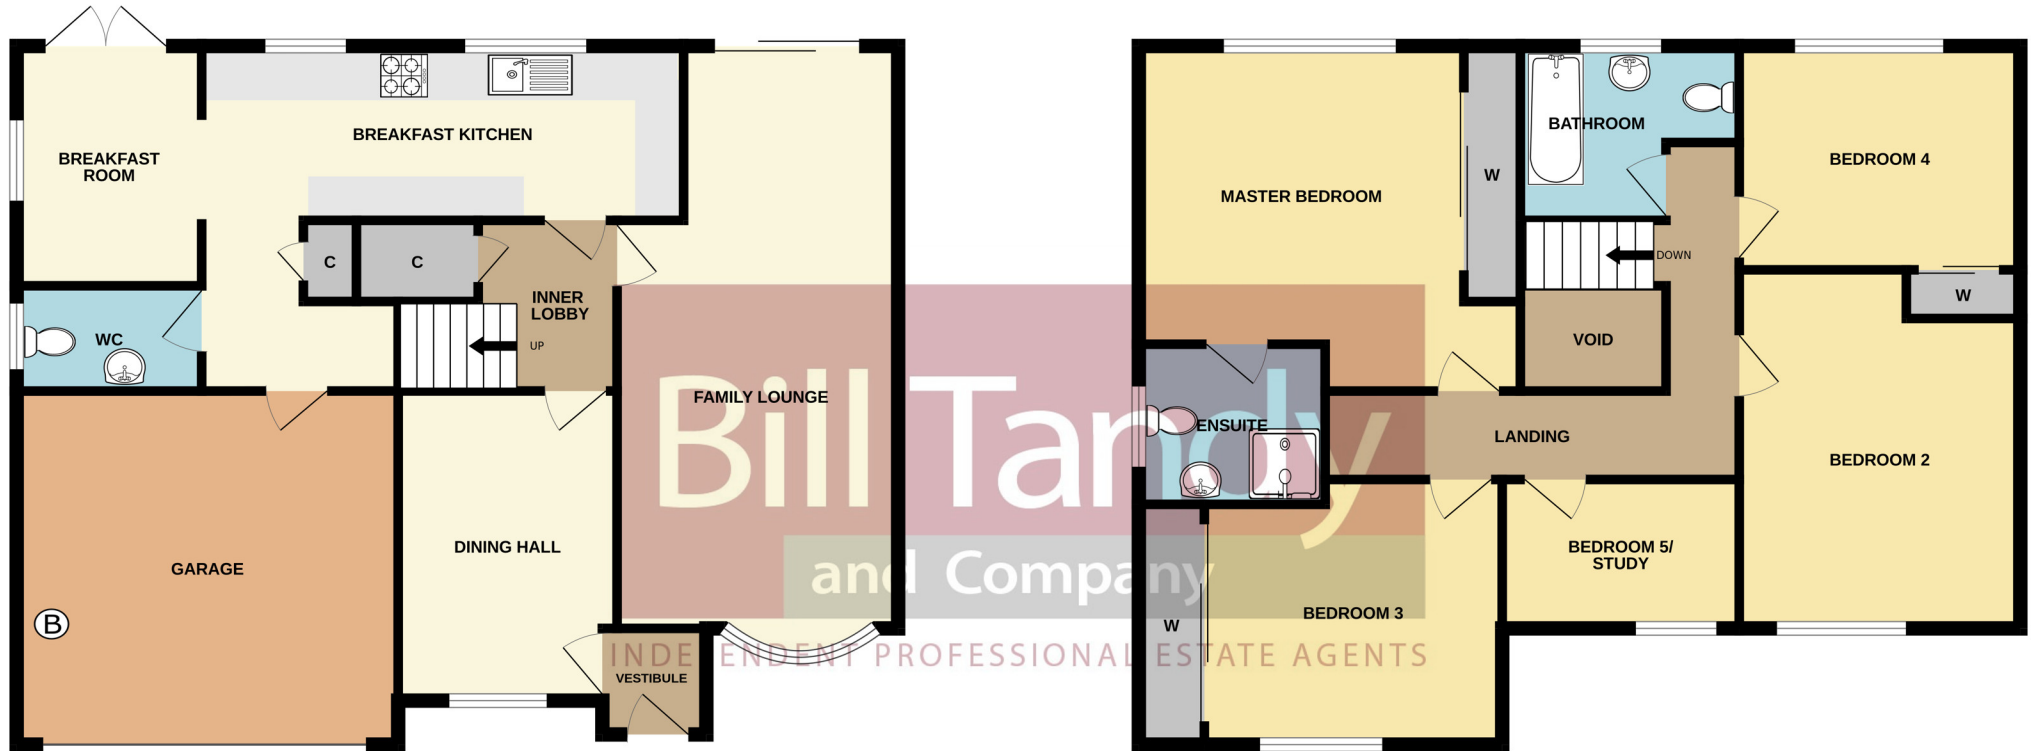 BREAKFAST
ROOM
BREAKFAST KITCHEN
C
C
INNER
LOBBY
UP
WC
FAMILY LOUNGE
GARAGE
DINING HALL
B
VESTIBULE
MASTER BEDROOM
W
BATHROOM
BEDROOM 4
DOWN
W
VOID
ENSUITE
LANDING
BEDROOM 2
BEDROOM 5/
STUDY
BEDROOM 3
W
Bill Tandy
and Company
INDEPENDENT PROFESSIONAL ESTATE AGENTS